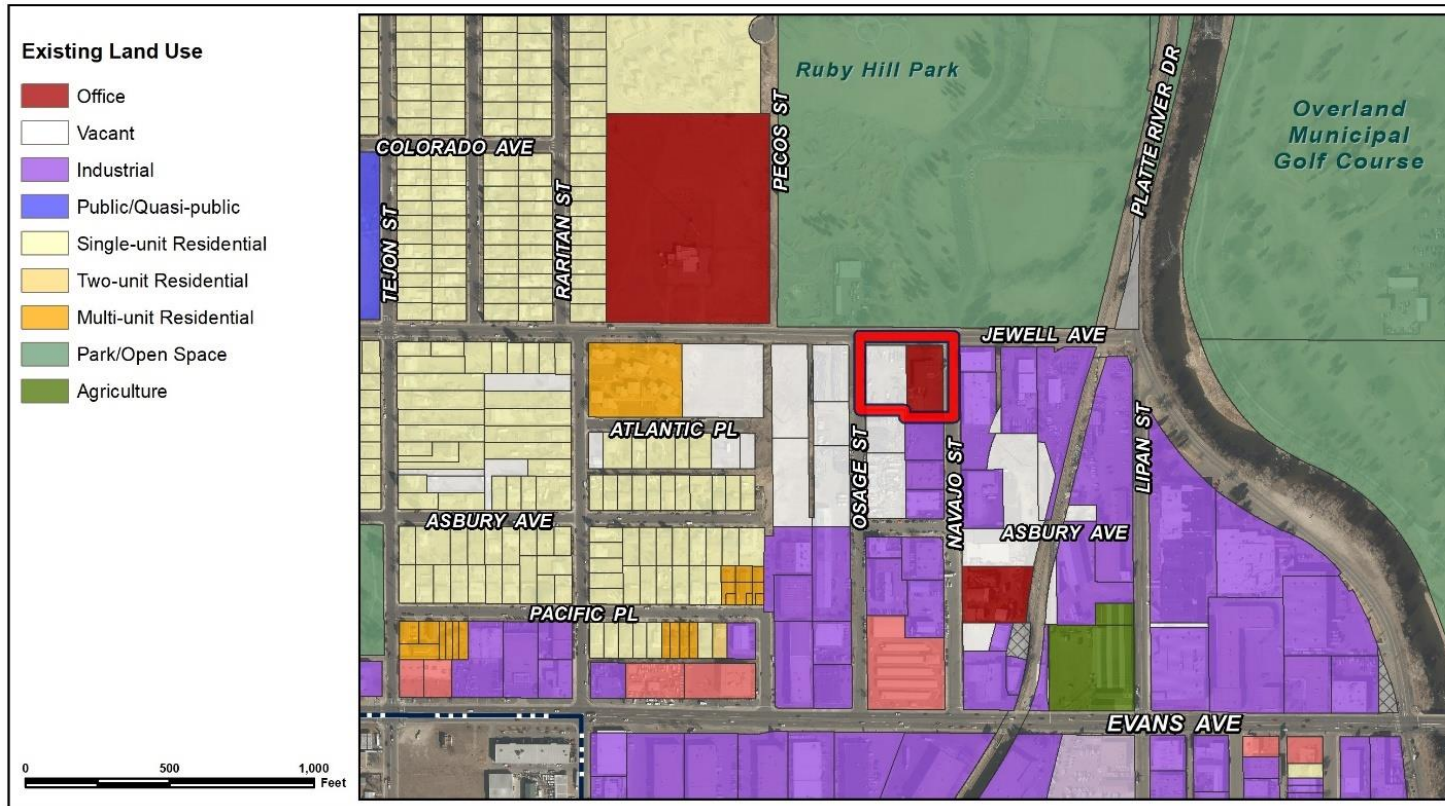 Existing Land Use
Office
Vacant
Industrial
Public/Quasi-public
Single-unit Residential
Two-unit Residential
Multi-unit Residential
Park/Open Space
Agriculture
0 500 1,000
Feet
Ruby Hill Park
Overland
Municipal
Golf Course
COLORADO AVE
TEJON ST
RARITAN ST
PECOS ST
PLATTE RIVER DR
JEWELL AVE
ATLANTIC PL
OSAGE ST
NAVAJO ST
LIPAN ST
ASBURY AVE
ASBURY AVE
PACIFIC PL
EVANS AVE